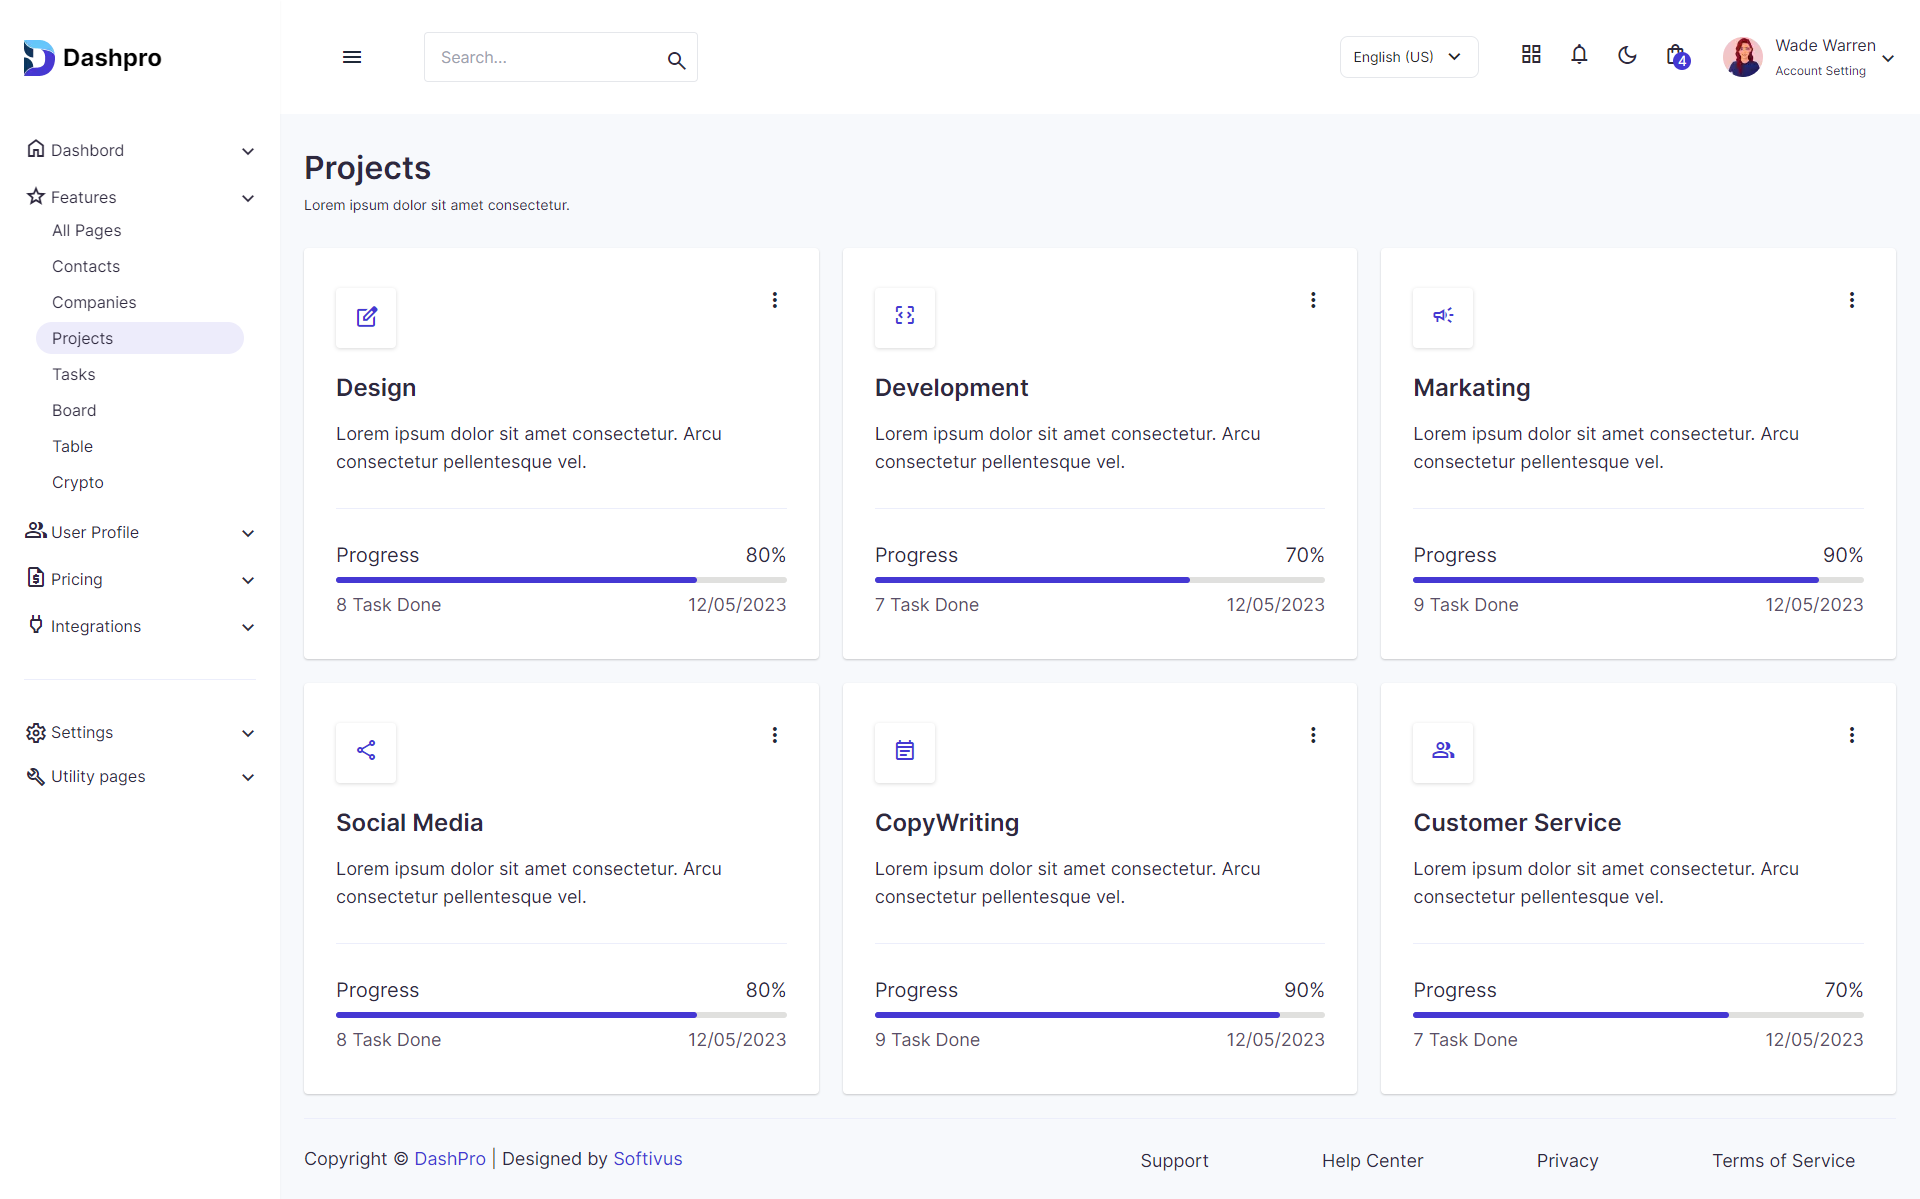 Dashpro
Search...
English (US)
4
Wade Warren
Account Setting
Dashbord
Features
All Pages
Contacts
Companies
Projects
Tasks
Board
Table
Crypto
User Profile
Pricing
Integrations
Settings
Utility pages
Projects
Lorem ipsum dolor sit amet consectetur.
Design
Lorem ipsum dolor sit amet consectetur. Arcu
consectetur pellentesque vel.
Progress 80%
8 Task Done 12/05/2023
Development
Lorem ipsum dolor sit amet consectetur. Arcu
consectetur pellentesque vel.
Progress 70%
7 Task Done 12/05/2023
Markating
Lorem ipsum dolor sit amet consectetur. Arcu
consectetur pellentesque vel.
Progress 90%
9 Task Done 12/05/2023
Social Media
Lorem ipsum dolor sit amet consectetur. Arcu
consectetur pellentesque vel.
Progress 80%
8 Task Done 12/05/2023
CopyWriting
Lorem ipsum dolor sit amet consectetur. Arcu
consectetur pellentesque vel.
Progress 90%
9 Task Done 12/05/2023
Customer Service
Lorem ipsum dolor sit amet consectetur. Arcu
consectetur pellentesque vel.
Progress 70%
7 Task Done 12/05/2023
Copyright © DashPro | Designed by Softivus
Support Help Center Privacy Terms of Service